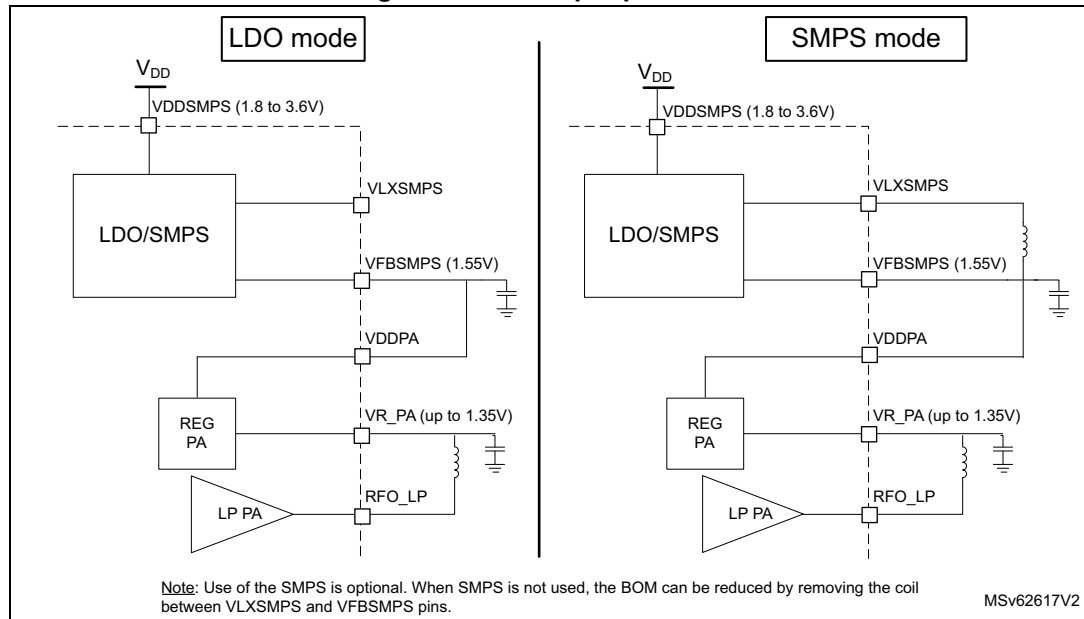 LDO mode
VDD
VDDSMPS (1.8 to 3.6V)
LDO/SMPS
VLXSMPS
VFBSMPS (1.55V)
VDDPA
REG
PA
VR_PA (up to 1.35V)
LP PA
RFO_LP
SMPS mode
VDD
VDDSMPS (1.8 to 3.6V)
LDO/SMPS
VLXSMPS
VFBSMPS (1.55V)
VDDPA
REG
PA
VR_PA (up to 1.35V)
LP PA
RFO_LP
Note: Use of the SMPS is optional. When SMPS is not used, the BOM can be reduced by removing the coil
between VLXSMPS and VFBSMPS pins.
MSv62617V2